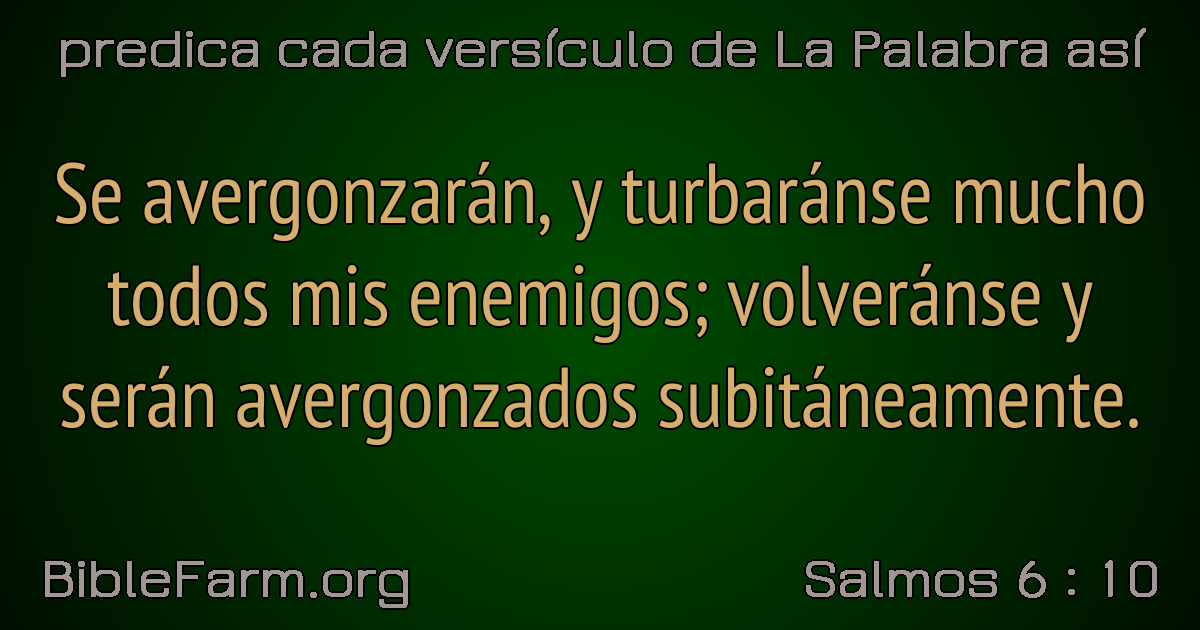 predica cada versículo de La Palabra así
Se avergonzarán, y turbaránse mucho
todos mis enemigos; volveránse y
serán avergonzados subitáneamente.
BibleFarm.org
Salmos 6 : 10